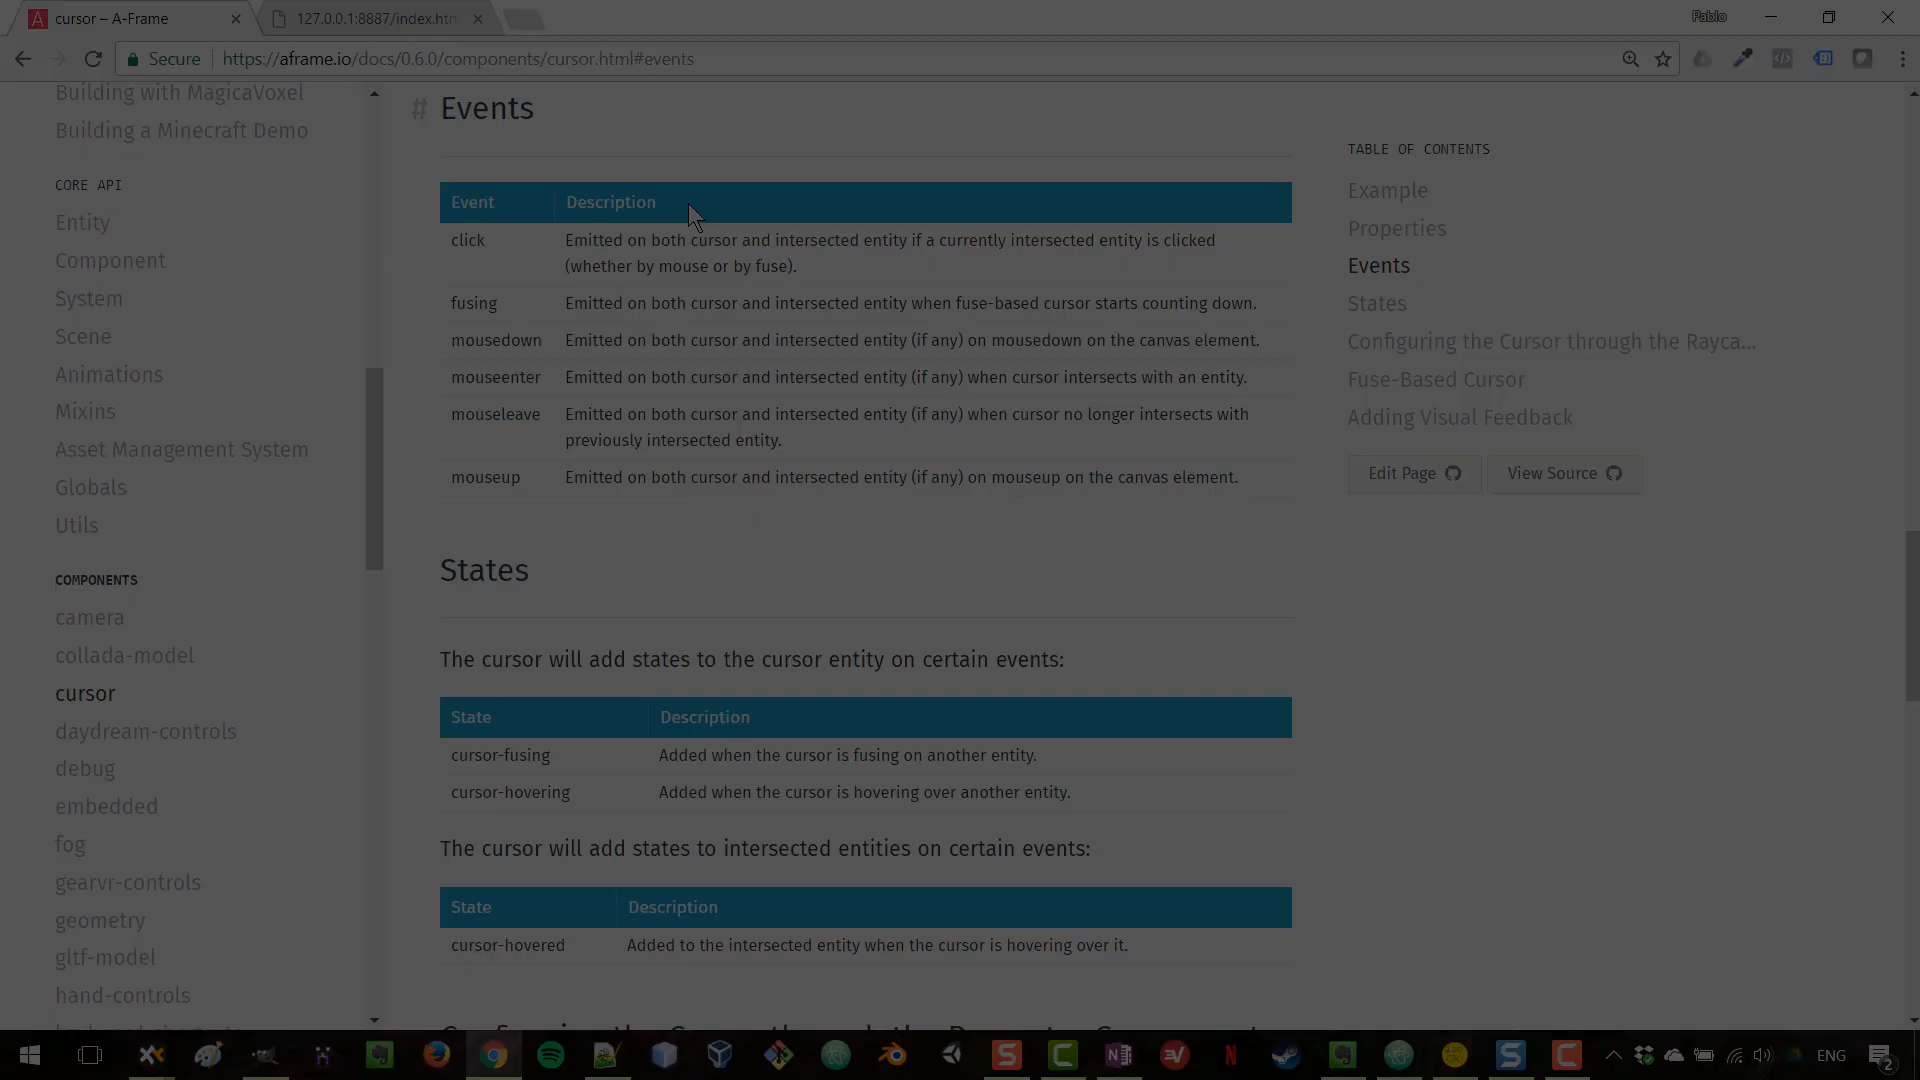 cursor – A-Frame
127.0.0.1:8887/index.htm
Pablo
Secure
https://aframe.io/docs/0.6.0/components/cursor.html#events
Building with MagicaVoxel
Building a Minecraft Demo
CORE API
Entity
Component
System
Scene
Animations
Mixins
Asset Management System
Globals
Utils
COMPONENTS
camera
collada-model
cursor
daydream-controls
debug
embedded
fog
gearvr-controls
geometry
gltf-model
hand-controls
# Events
Event Description
click Emitted on both cursor and intersected entity if a currently intersected entity is clicked
(whether by mouse or by fuse).
fusing Emitted on both cursor and intersected entity when fuse-based cursor starts counting down.
mousedown Emitted on both cursor and intersected entity (if any) on mousedown on the canvas element.
mouseenter Emitted on both cursor and intersected entity (if any) when cursor intersects with an entity.
mouseleave Emitted on both cursor and intersected entity (if any) when cursor no longer intersects with
previously intersected entity.
mouseup Emitted on both cursor and intersected entity (if any) on mouseup on the canvas element.
States
The cursor will add states to the cursor entity on certain events:
State Description
cursor-fusing Added when the cursor is fusing on another entity.
cursor-hovering Added when the cursor is hovering over another entity.
The cursor will add states to intersected entities on certain events:
State Description
cursor-hovered Added to the intersected entity when the cursor is hovering over it.
TABLE OF CONTENTS
Example
Properties
Events
States
Configuring the Cursor through the Rayca...
Fuse-Based Cursor
Adding Visual Feedback
Edit Page
View Source
ENG
2